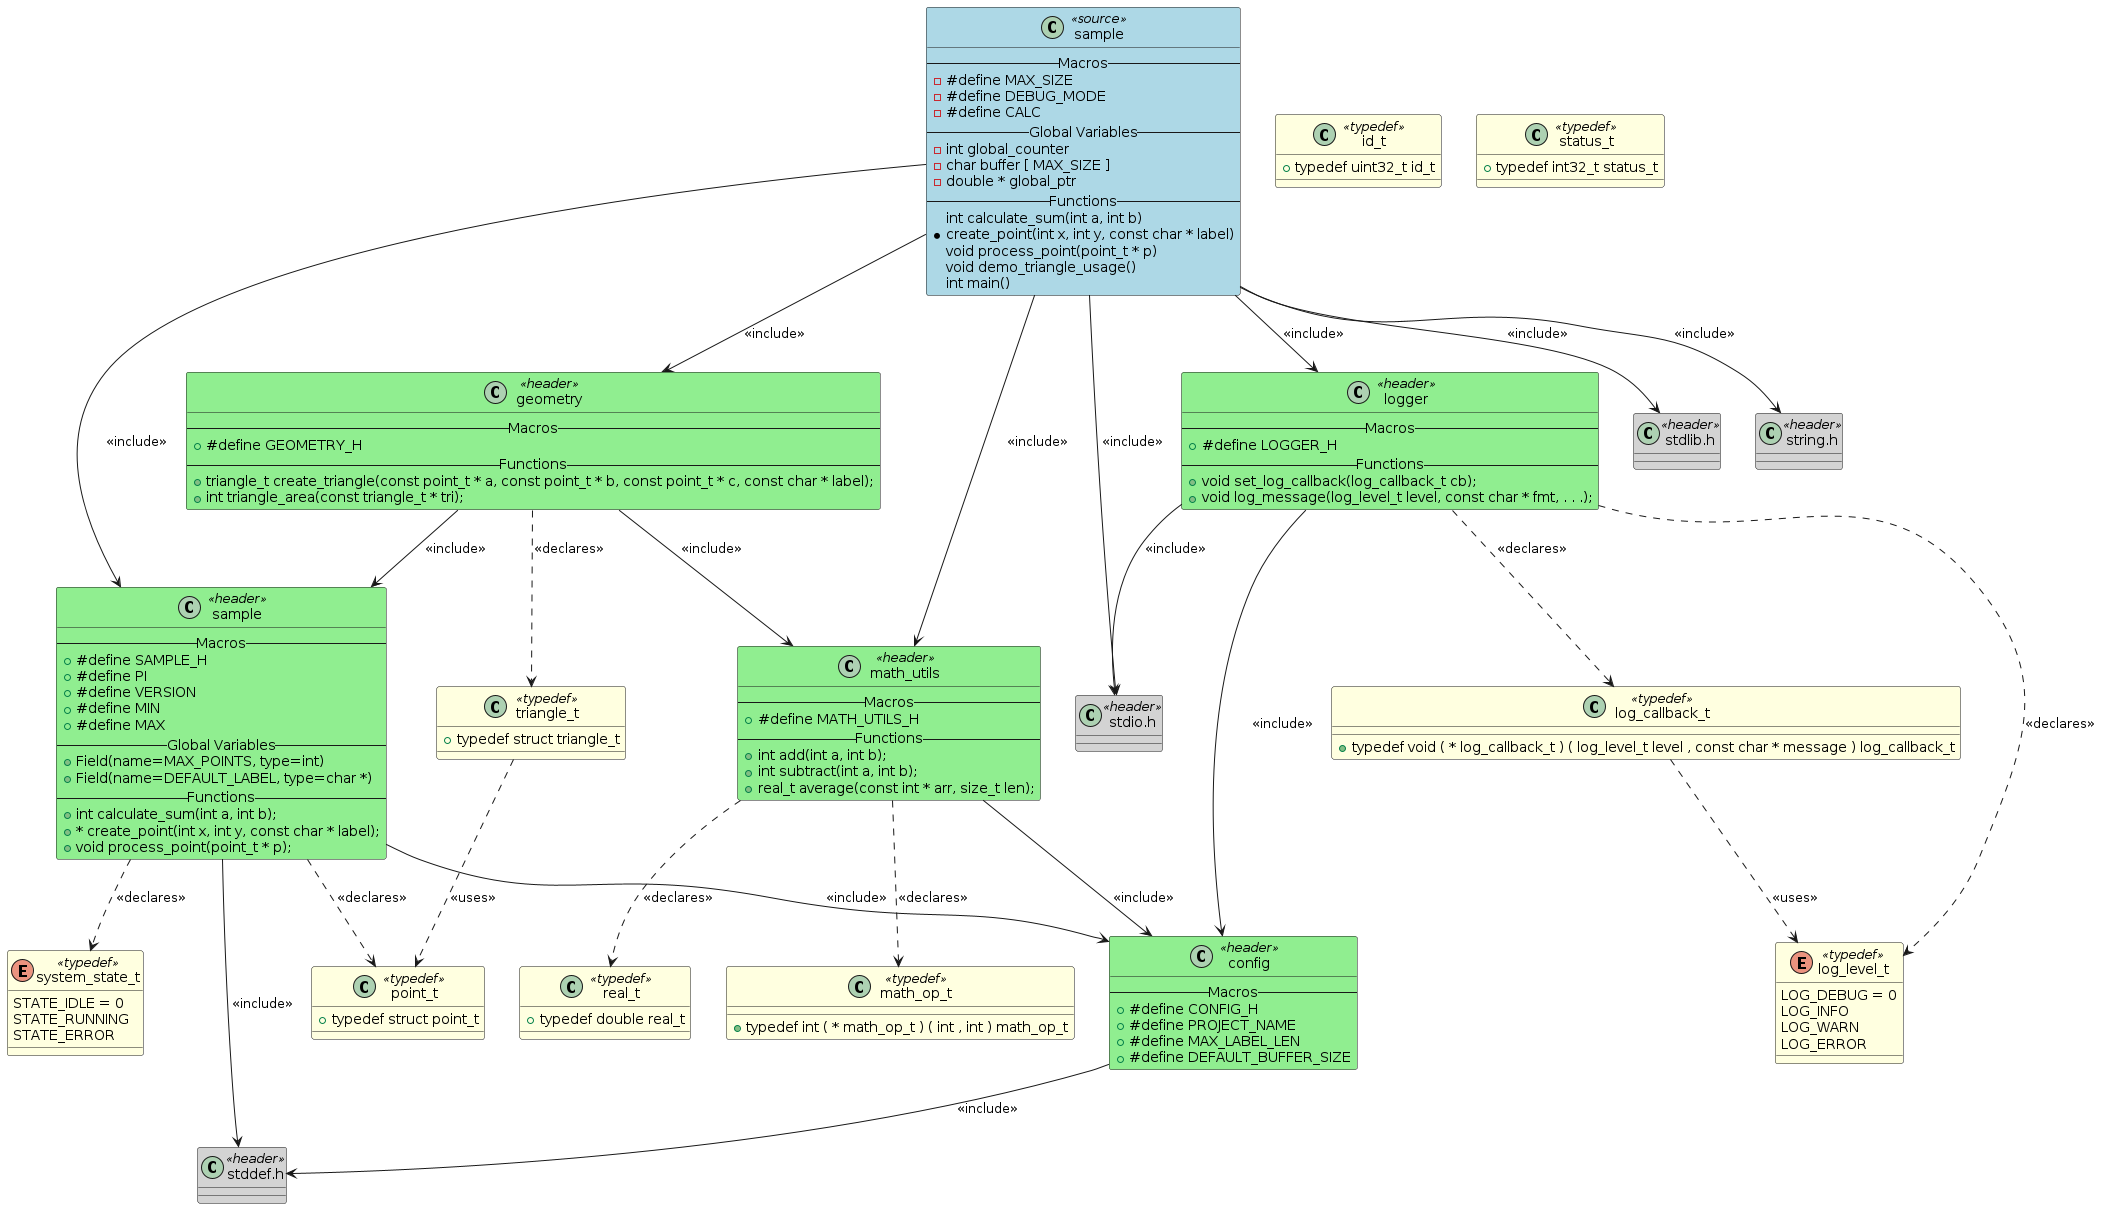 C «source»
sample
Macros
#define MAX_SIZE
#define DEBUG_MODE
#define CALC
Global Variables
int global_counter
char buffer [ MAX_SIZE ]
double * global_ptr
Functions
int calculate_sum(int a, int b)
create_point(int x, int y, const char * label)
void process_point(point_t * p)
void demo_triangle_usage()
int main()
C «typedef»
id_t
typedef uint32_t id_t
C «typedef»
status_t
typedef int32_t status_t
«include»
«include»
«include»
«include»
«include»
«include»
«include»
C «header»
geometry
Macros
#define GEOMETRY_H
Functions
triangle_t create_triangle(const point_t * a, const point_t * b, const point_t * c, const char * label);
int triangle_area(const triangle_t * tri);
C «header»
logger
Macros
#define LOGGER_H
Functions
void set_log_callback(log_callback_t cb);
void log_message(log_level_t level, const char * fmt, . . .);
C «header»
stdlib.h
C «header»
string.h
«include»
«declares»
«include»
«include»
«declares»
C «header»
sample
Macros
#define SAMPLE_H
#define PI
#define VERSION
#define MIN
#define MAX
Global Variables
Field(name=MAX_POINTS, type=int)
Field(name=DEFAULT_LABEL, type=char *)
Functions
int calculate_sum(int a, int b);
* create_point(int x, int y, const char * label);
void process_point(point_t * p);
C «typedef»
triangle_t
typedef struct triangle_t
C «header»
math_utils
Macros
#define MATH_UTILS_H
Functions
int add(int a, int b);
int subtract(int a, int b);
real_t average(const int * arr, size_t len);
C «header»
stdio.h
«include»
C «typedef»
log_callback_t
typedef void ( * log_callback_t ) ( log_level_t level , const char * message ) log_callback_t
«declares»
«declares»
«declares»
«uses»
«declares»
«include»
«declares»
«include»
«uses»
E «typedef»
system_state_t
STATE_IDLE = 0
STATE_RUNNING
STATE_ERROR
«include»
C «typedef»
point_t
typedef struct point_t
C «typedef»
real_t
typedef double real_t
C «typedef»
math_op_t
typedef int ( * math_op_t ) ( int , int ) math_op_t
C «header»
config
Macros
#define CONFIG_H
#define PROJECT_NAME
#define MAX_LABEL_LEN
#define DEFAULT_BUFFER_SIZE
E «typedef»
log_level_t
LOG_DEBUG = 0
LOG_INFO
LOG_WARN
LOG_ERROR
«include»
C «header»
stddef.h